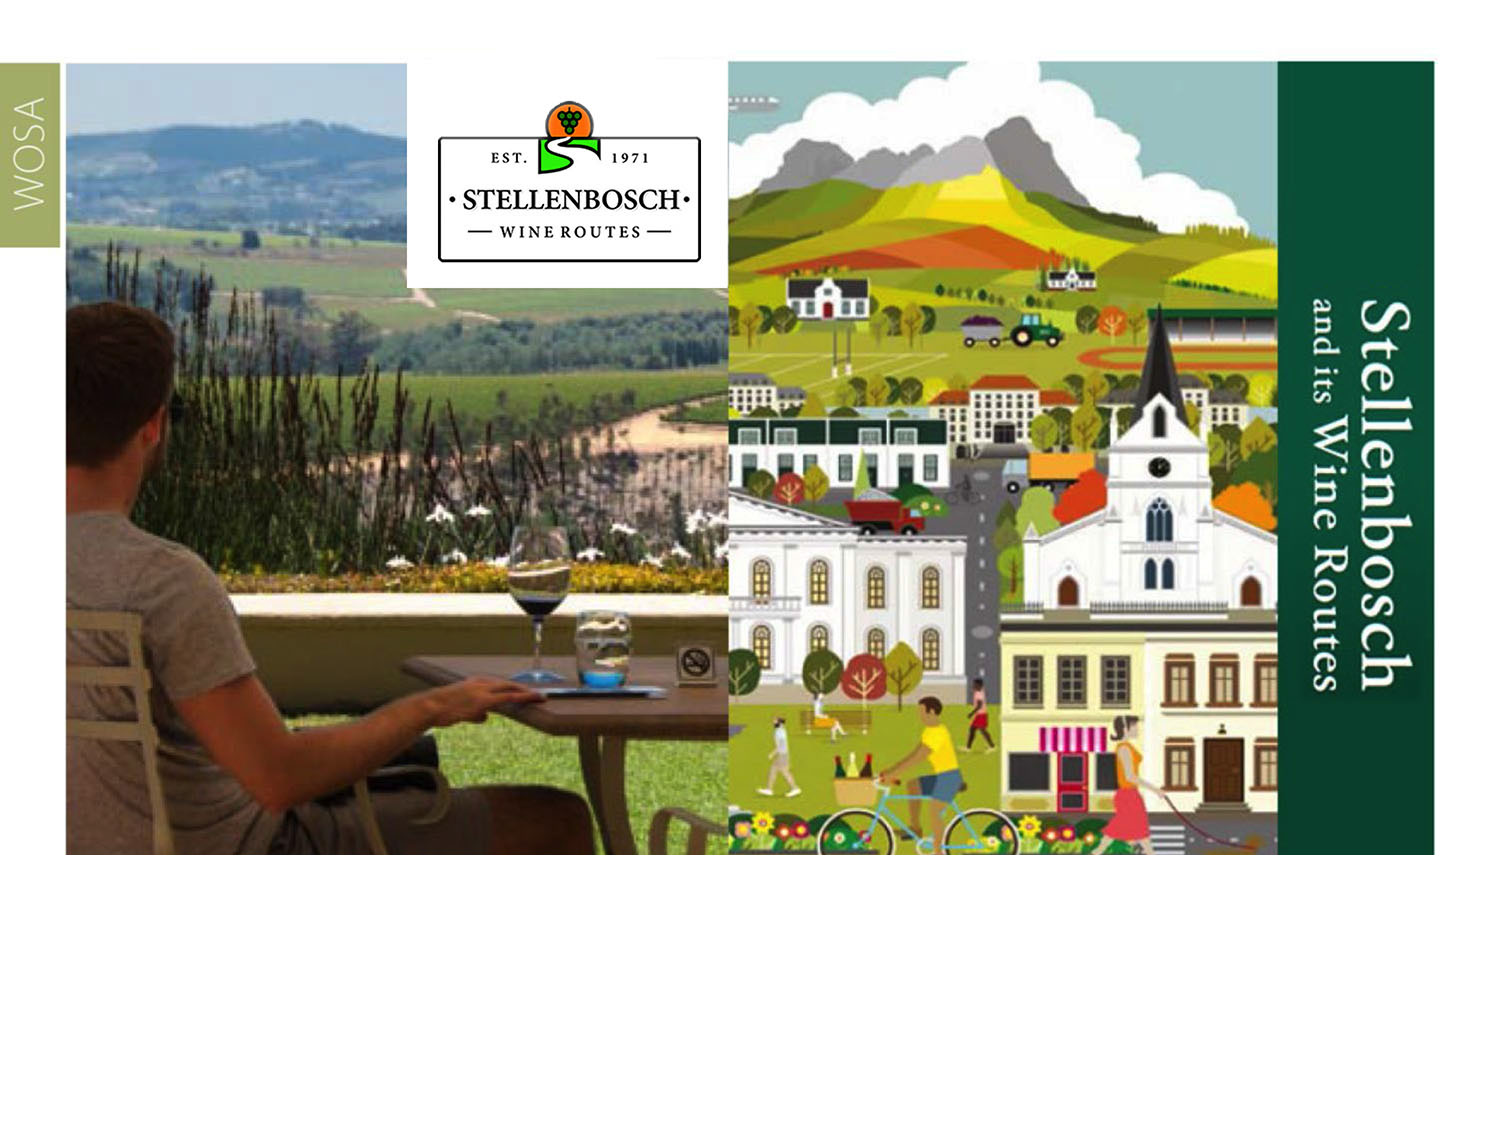 WOSA
EST. 1971
·STELLENBOSCH·
— WINE ROUTES —
Stellenbosch
and its Wine Routes